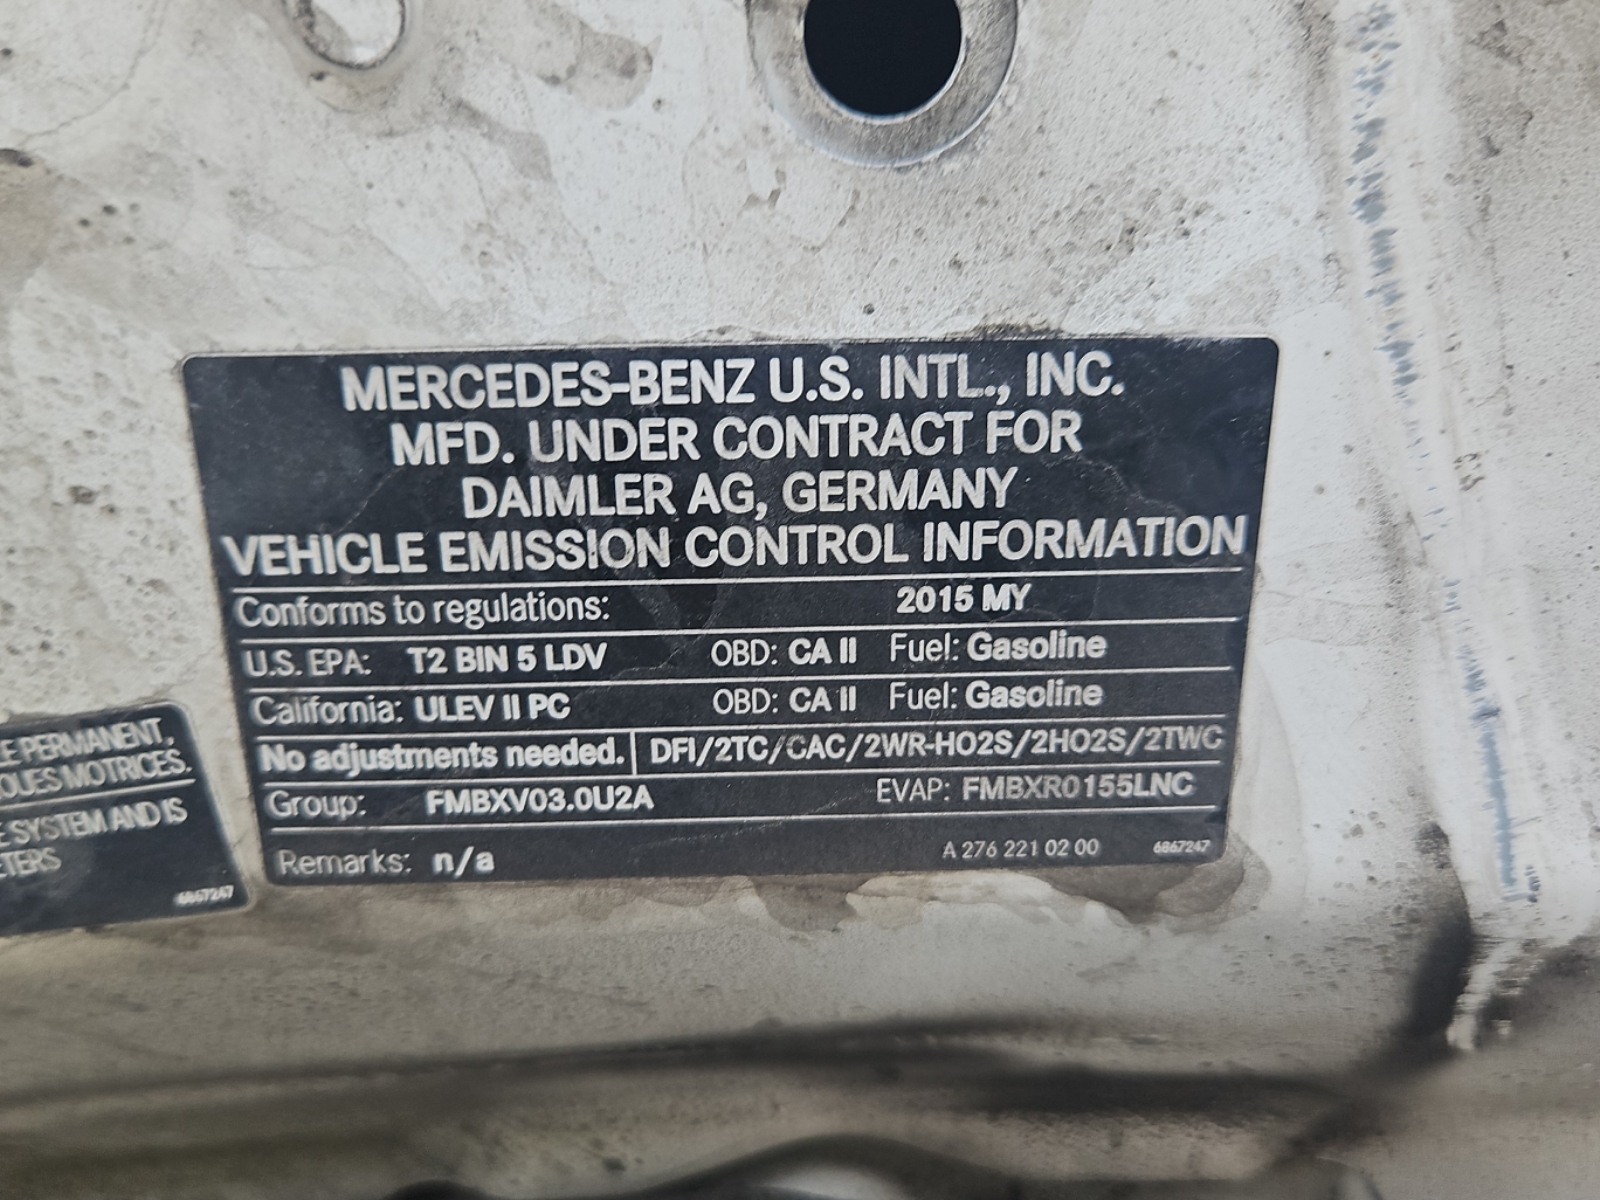 MERCEDES-BENZ U.S. INTL., INC.
MFD. UNDER CONTRACT FOR
DAIMLER AG, GERMANY
VEHICLE EMISSION CONTROL INFORMATION
Conforms to regulations: 2015 MY
U.S. EPA: T2 BIN 5 LDV OBD: CA II Fuel: Gasoline
California: ULEV II PC OBD: CA II Fuel: Gasoline
No adjustments needed. DFI/2TC/CAC/2WR-HO2S/2HO2S/2TWC
Group: FMBXV03.0U2A EVAP: FMBXR0155LNC
Remarks: n/a A 276 221 02 00 6867247
E PERMANENT,
QUES MOTRICES.
E SYSTEM AND IS
ETERS
6867247